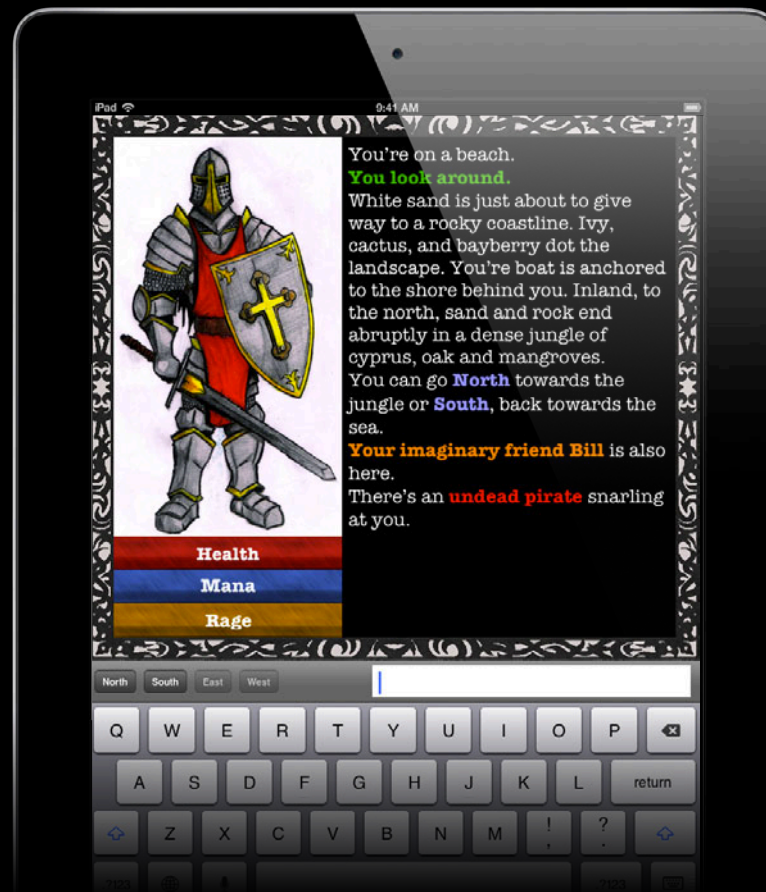 iPad 9:41 AM
You're on a beach.
You look around.
White sand is just about to give
way to a rocky coastline. Ivy,
cactus, and bayberry dot the
landscape. You're boat is anchored
to the shore behind you. Inland, to
the north, sand and rock end
abruptly in a dense jungle of
cyprus, oak and mangroves.
You can go North towards the
jungle or South, back towards the
sea.
Your imaginary friend Bill is also
here.
There's an undead pirate snarling
at you.
Health
Mana
Rage
North South East West
Q W E R T Y U I O P
A S D F G H J K L return
Z X C V B N M ! , ? .
.?123 .?123